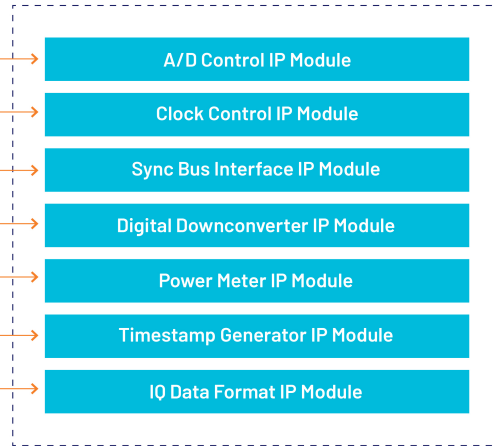 A/D Control IP Module
Clock Control IP Module
Sync Bus Interface IP Module
Digital Downconverter IP Module
Power Meter IP Module
Timestamp Generator IP Module
IQ Data Format IP Module